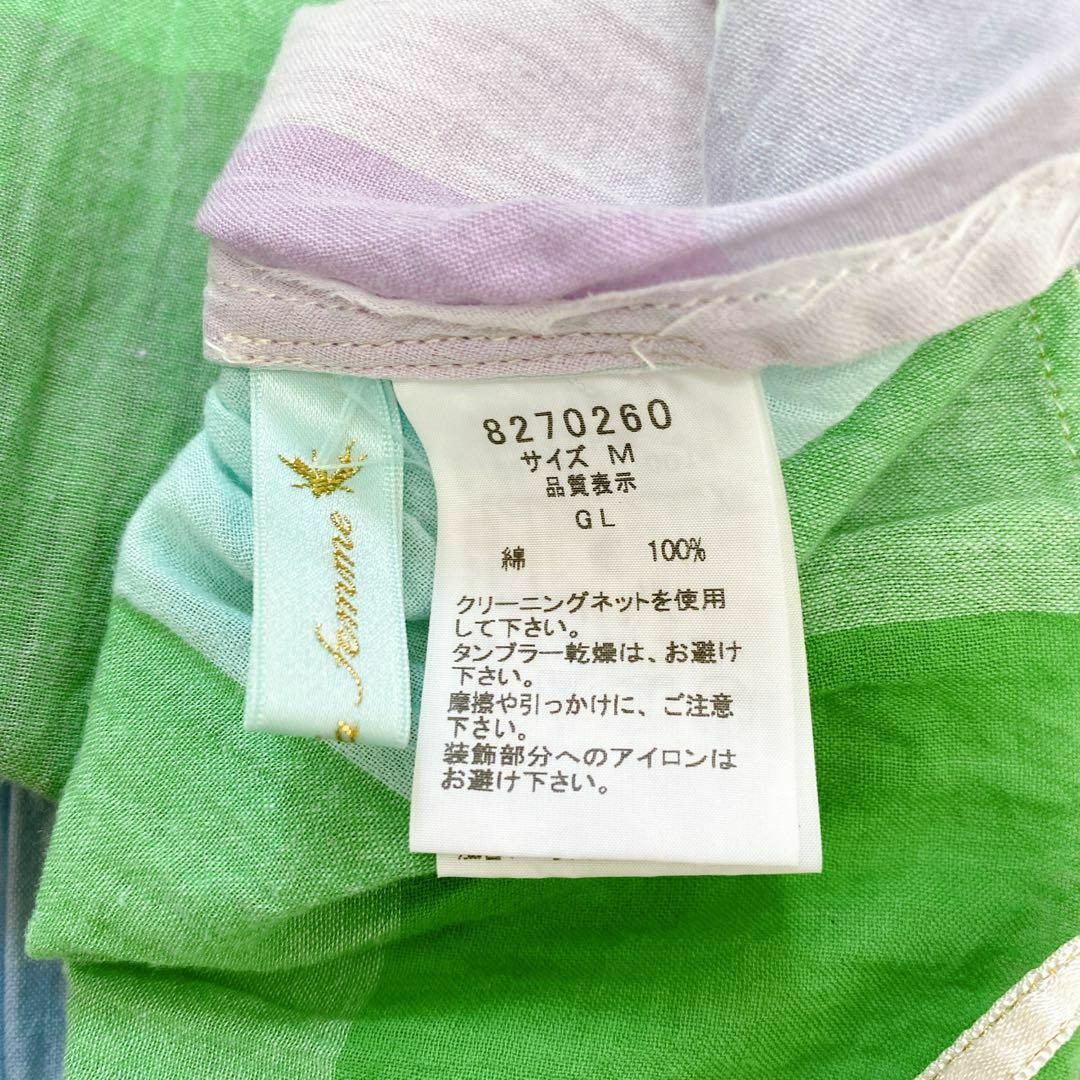 8270260
サイズ M
品質表示
GL
綿 100%
クリーニングネットを使用
して下さい。
タンブラー乾燥は、お避け
下さい。
摩擦や引っかけに、ご注意
下さい。
装飾部分へのアイロンは
お避け下さい。
femme